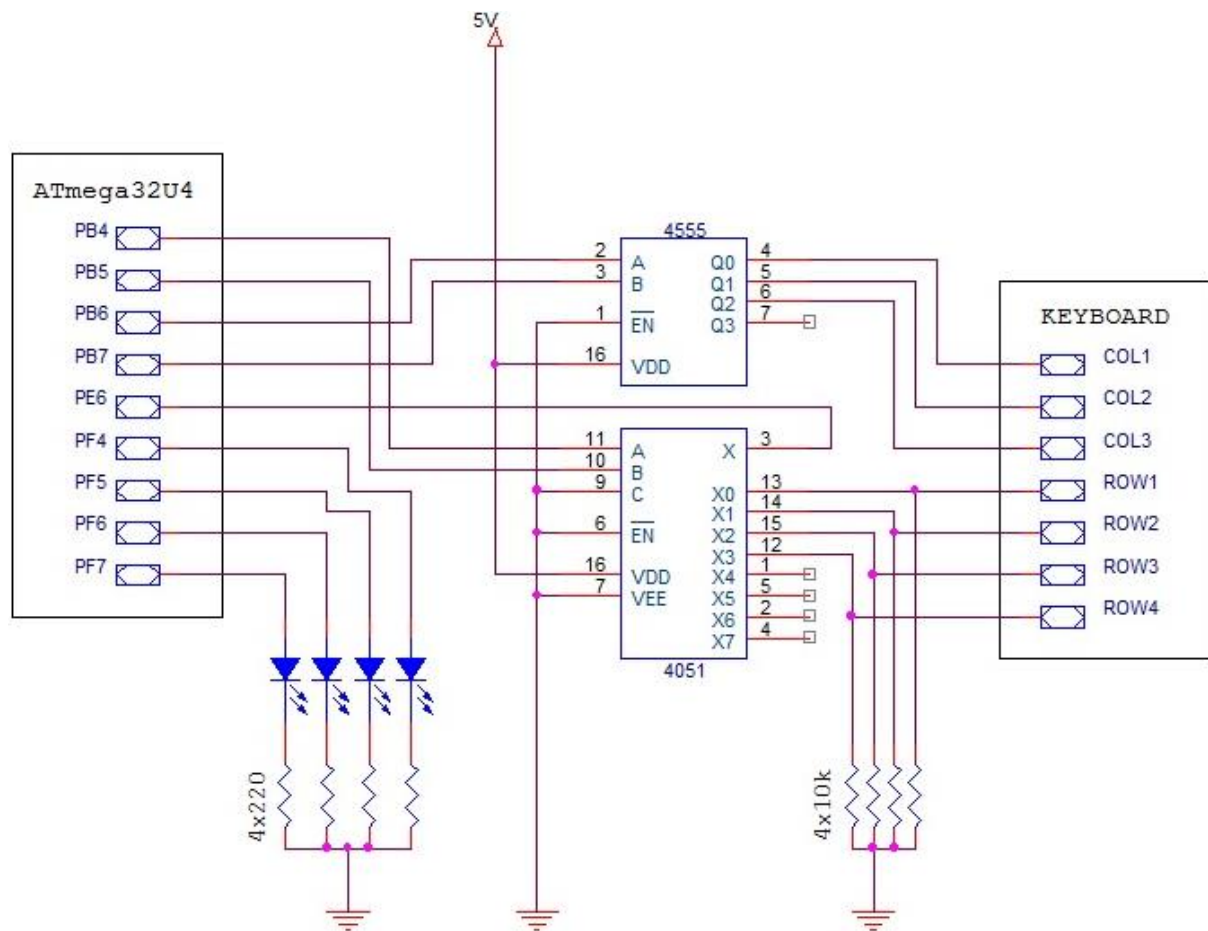 5V
ATmega32U4
PB4
PB5
PB6
PB7
PE6
PF4
PF5
PF6
PF7
4555
2 A Q0 4
3 B Q1 5
Q2 6
1 EN Q3 7
16 VDD
11 A X 3
10 B
9 C X0 13
X1 14
6 EN X2 15
X3 12
16 VDD X4 1
7 VEE X5 5
X6 2
X7 4
4051
KEYBOARD
COL1
COL2
COL3
ROW1
ROW2
ROW3
ROW4
4x220
4x10k